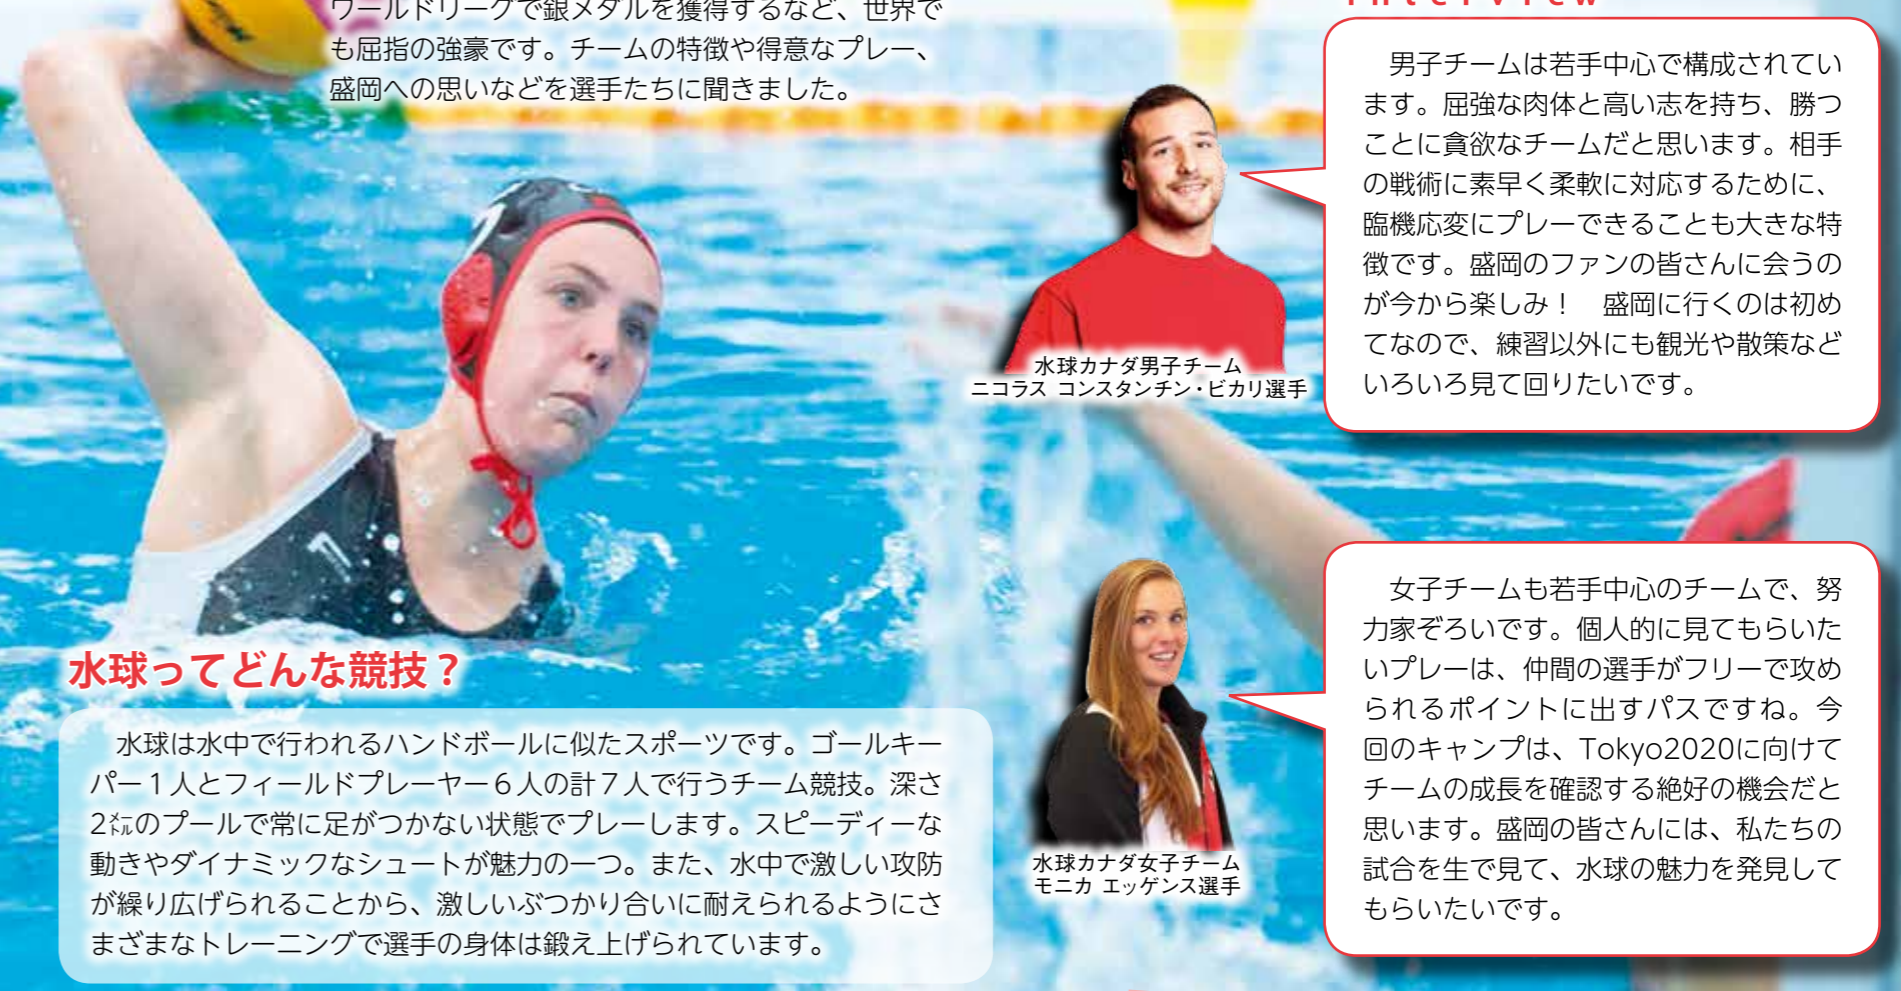 ワールドリーグで銀メダルを獲得するなど、世界で
も屈指の強豪です。チームの特徴や得意なプレー、
盛岡への思いなどを選手たちに聞きました。
Interview
男子チームは若手中心で構成されてい
ます。屈強な肉体と高い志を持ち、勝つ
ことに貪欲なチームだと思います。相手
の戦術に素早く柔軟に対応するために、
臨機応変にプレーできることも大きな特
徴です。盛岡のファンの皆さんに会うの
が今から楽しみ！　盛岡に行くのは初め
てなので、練習以外にも観光や散策など
いろいろ見て回りたいです。
水球カナダ男子チーム
ニコラス コンスタンチン・ビカリ選手
女子チームも若手中心のチームで、努
力家ぞろいです。個人的に見てもらいた
いプレーは、仲間の選手がフリーで攻め
られるポイントに出すパスですね。今
回のキャンプは、Tokyo2020に向けて
チームの成長を確認する絶好の機会だと
思います。盛岡の皆さんには、私たちの
試合を生で見て、水球の魅力を発見して
もらいたいです。
水球カナダ女子チーム
モニカ エッゲンス選手
水球ってどんな競技？
水球は水中で行われるハンドボールに似たスポーツです。ゴールキー
パー１人とフィールドプレーヤー６人の計７人で行うチーム競技。深さ
2㍍のプールで常に足がつかない状態でプレーします。スピーディーな
動きやダイナミックなシュートが魅力の一つ。また、水中で激しい攻防
が繰り広げられることから、激しいぶつかり合いに耐えられるようにさ
まざまなトレーニングで選手の身体は鍛え上げられています。